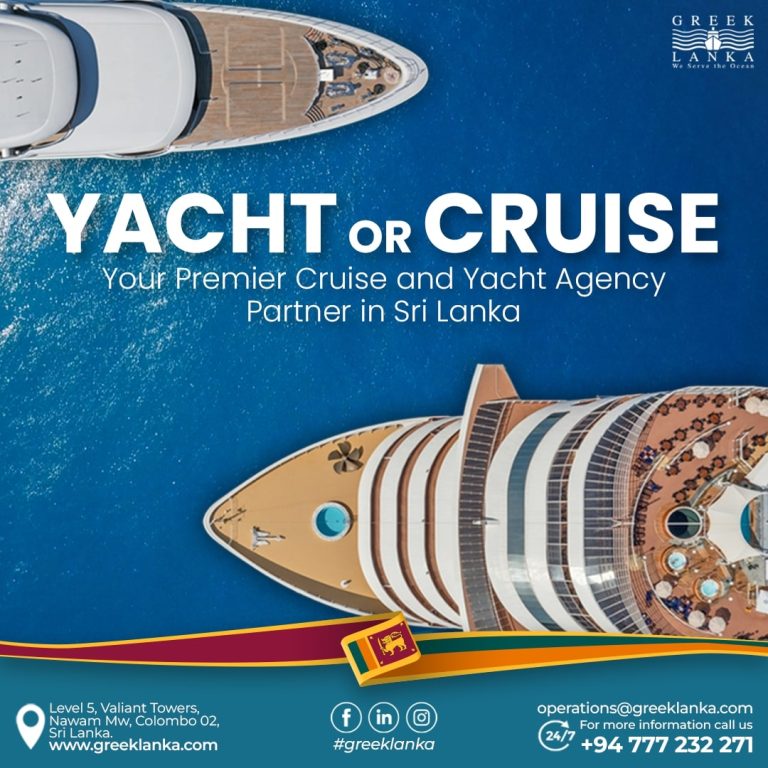 GREEK
LANKA
We Serve the Ocean
YACHT OR CRUISE
Your Premier Cruise and Yacht Agency
Partner in Sri Lanka
Level 5, Valiant Towers,
Nawam Mw, Colombo 02,
Sri Lanka.
www.greeklanka.com
f in
#greeklanka
operations@greeklanka.com
24/7 For more information call us
+94 777 232 271